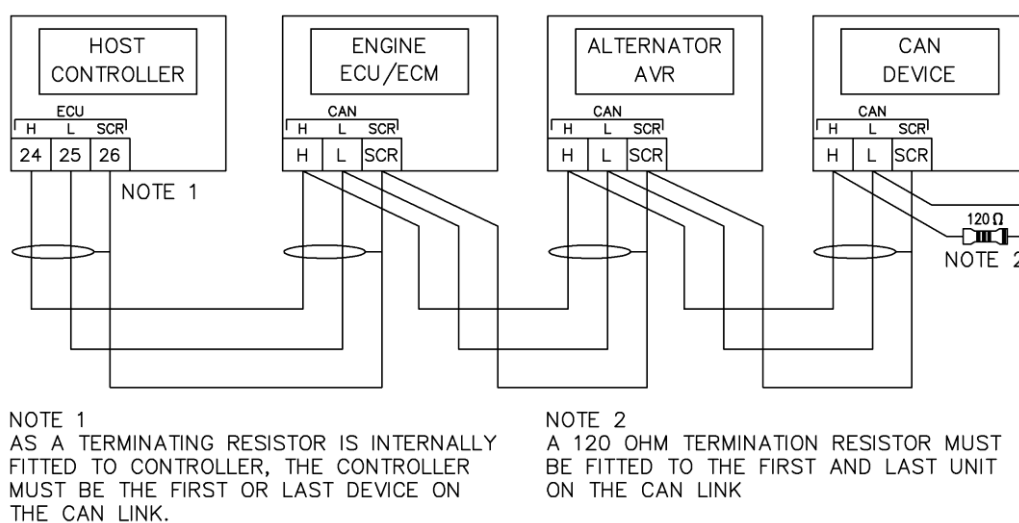 HOST
CONTROLLER
ECU
H L SCR
24 25 26
NOTE 1
ENGINE
ECU/ECM
CAN
H L SCR
H L SCR
ALTERNATOR
AVR
CAN
H L SCR
H L SCR
CAN
DEVICE
CAN
H L SCR
H L SCR
120Ω
NOTE 2
NOTE 1
AS A TERMINATING RESISTOR IS INTERNALLY
FITTED TO CONTROLLER, THE CONTROLLER
MUST BE THE FIRST OR LAST DEVICE ON
THE CAN LINK.
NOTE 2
A 120 OHM TERMINATION RESISTOR MUST
BE FITTED TO THE FIRST AND LAST UNIT
ON THE CAN LINK